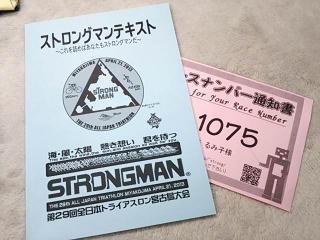 ストロングマンテキスト
〜これを読めばあなたもストロングマンだ〜
MIYAKOJIMA APRIL 21, 2013
STRONG
MAN
THE 29TH ALL JAPAN TRIATHLON
海・風・太陽 熱き想い 君を待つ
STRONGMAN
THE 29th ALL JAPAN TRIATHLON MIYAKOJIMA APRIL 21, 2013
第29回全日本トライアスロン宮古島大会
スナンバー通知書
for Your Race Number
1075
るみ子様